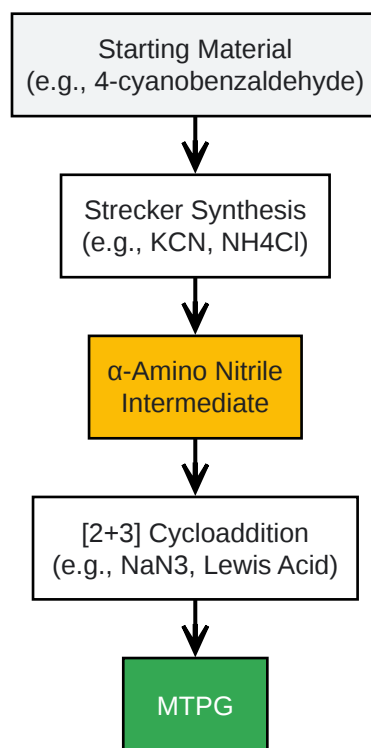 Starting Material
(e.g., 4-cyanobenzaldehyde)
Strecker Synthesis
(e.g., KCN, NH4Cl)
α-Amino Nitrile
Intermediate
[2+3] Cycloaddition
(e.g., NaN3, Lewis Acid)
MTPG